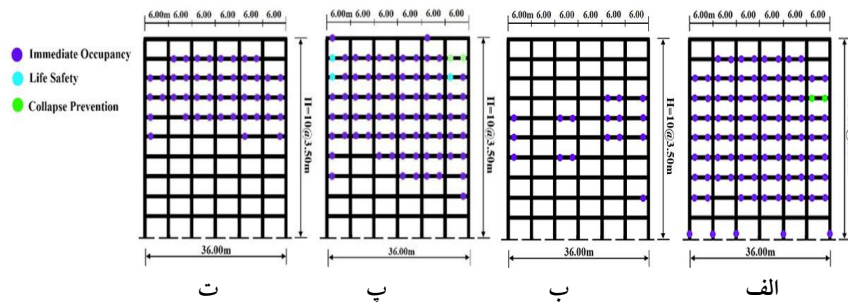 6.00m 6.00 6.00 6.00 6.00 6.00
6.00m 6.00 6.00 6.00 6.00 6.00
6.00m 6.00 6.00 6.00 6.00 6.00
6.00m 6.00 6.00 6.00 6.00 6.00
Immediate Occupancy
Life Safety
Collapse Prevention
H=10@3.50m
H=10@3.50m
H=10@3.50m
36.00m
36.00m
36.00m
36.00m
ت
پ
ب
الف